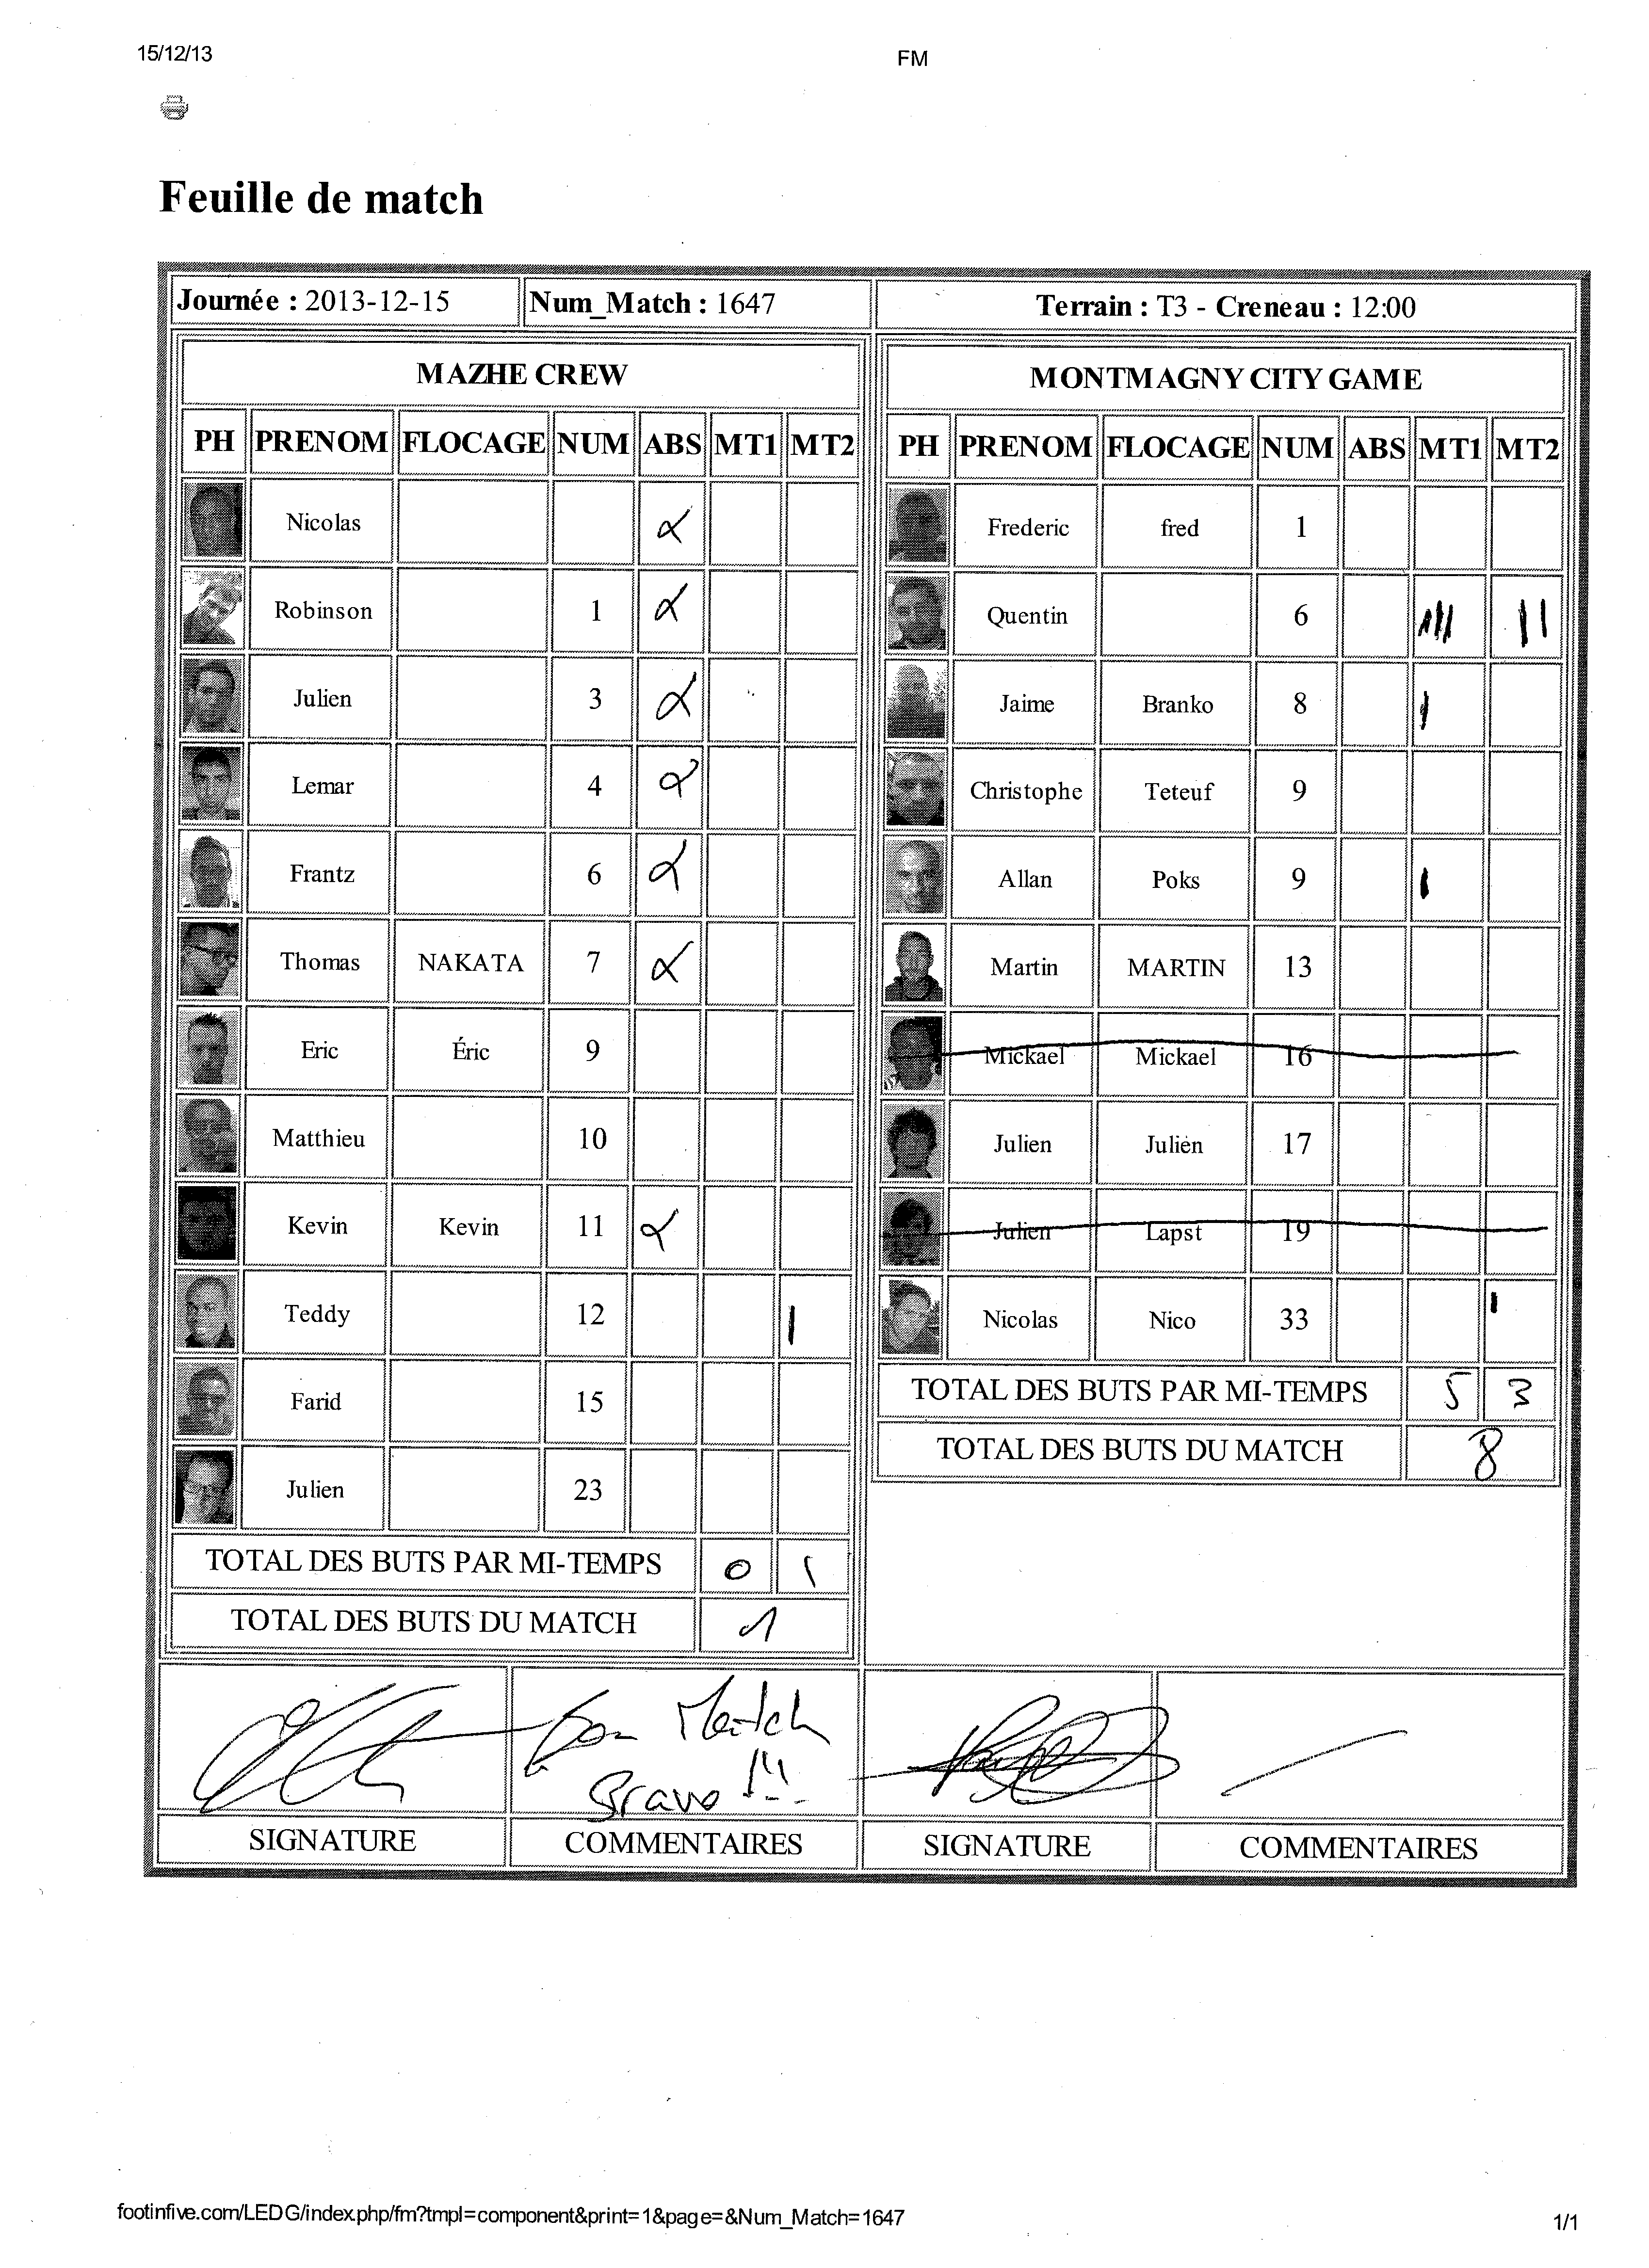 15/12/13 FM
Feuille de match
Journée : 2013-12-15 Num_Match : 1647 Terrain : T3 - Creneau : 12:00
MAZHE CREW
PH PRENOM FLOCAGE NUM ABS MT1 MT2
Nicolas
Robinson 1
Julien 3
Lemar 4
Frantz 6
Thomas NAKATA 7
Eric Éric 9
Matthieu 10
Kevin Kevin 11
Teddy 12 |
Farid 15
Julien 23
TOTAL DES BUTS PAR MI-TEMPS 0 1
TOTAL DES BUTS DU MATCH 1
MONTMAGNY CITY GAME
PH PRENOM FLOCAGE NUM ABS MT1 MT2
Frederic fred 1
Quentin 6 ||| ||
Jaime Branko 8 |
Christophe Teteuf 9
Allan Poks 9 |
Martin MARTIN 13
Mickael Mickael 16
Julien Julien 17
Julien Lapst 19
Nicolas Nico 33 |
TOTAL DES BUTS PAR MI-TEMPS 5 3
TOTAL DES BUTS DU MATCH 8
Bon Match
Bravo !!!
SIGNATURE COMMENTAIRES SIGNATURE COMMENTAIRES
footinfive.com/LEDG/index.php/fm?tmpl=component&print=1&page=&Num_Match=1647 1/1